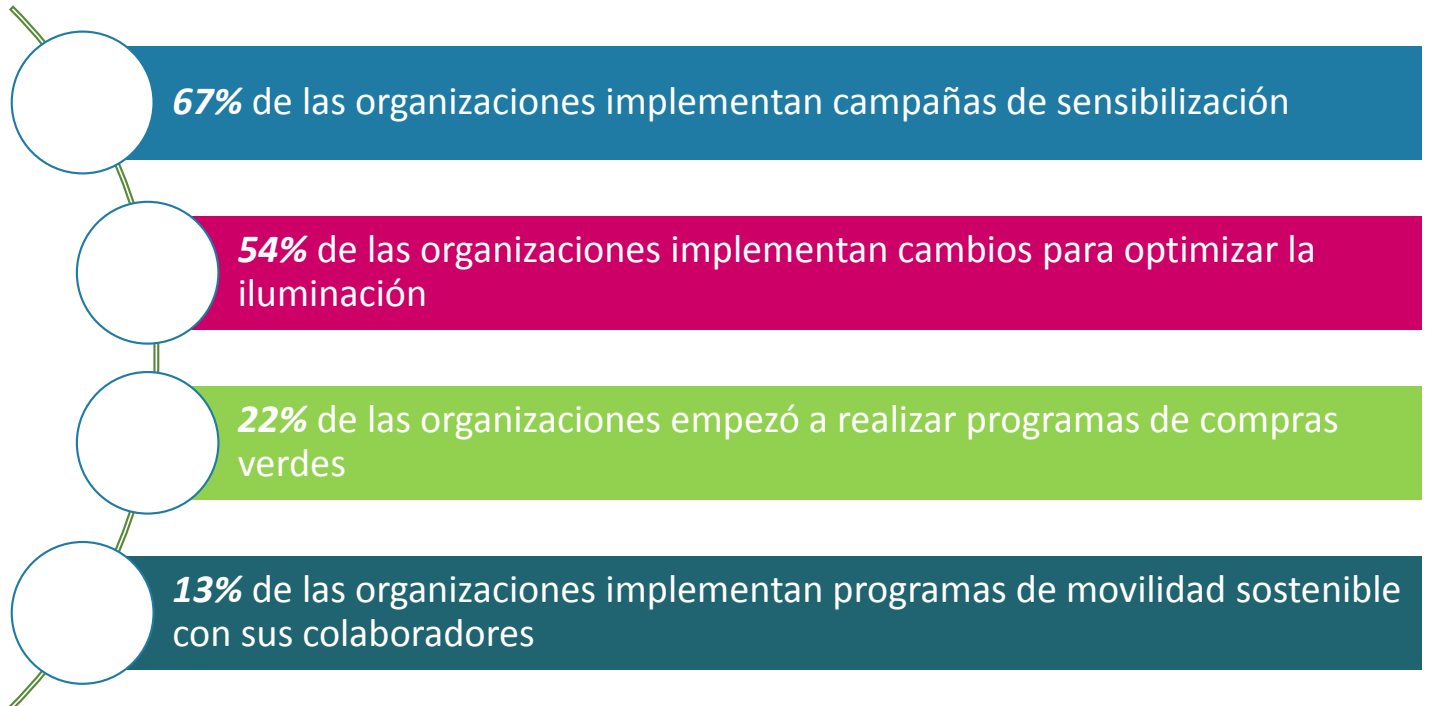 67% de las organizaciones implementan campañas de sensibilización
54% de las organizaciones implementan cambios para optimizar la
iluminación
22% de las organizaciones empezó a realizar programas de compras
verdes
13% de las organizaciones implementan programas de movilidad sostenible
con sus colaboradores